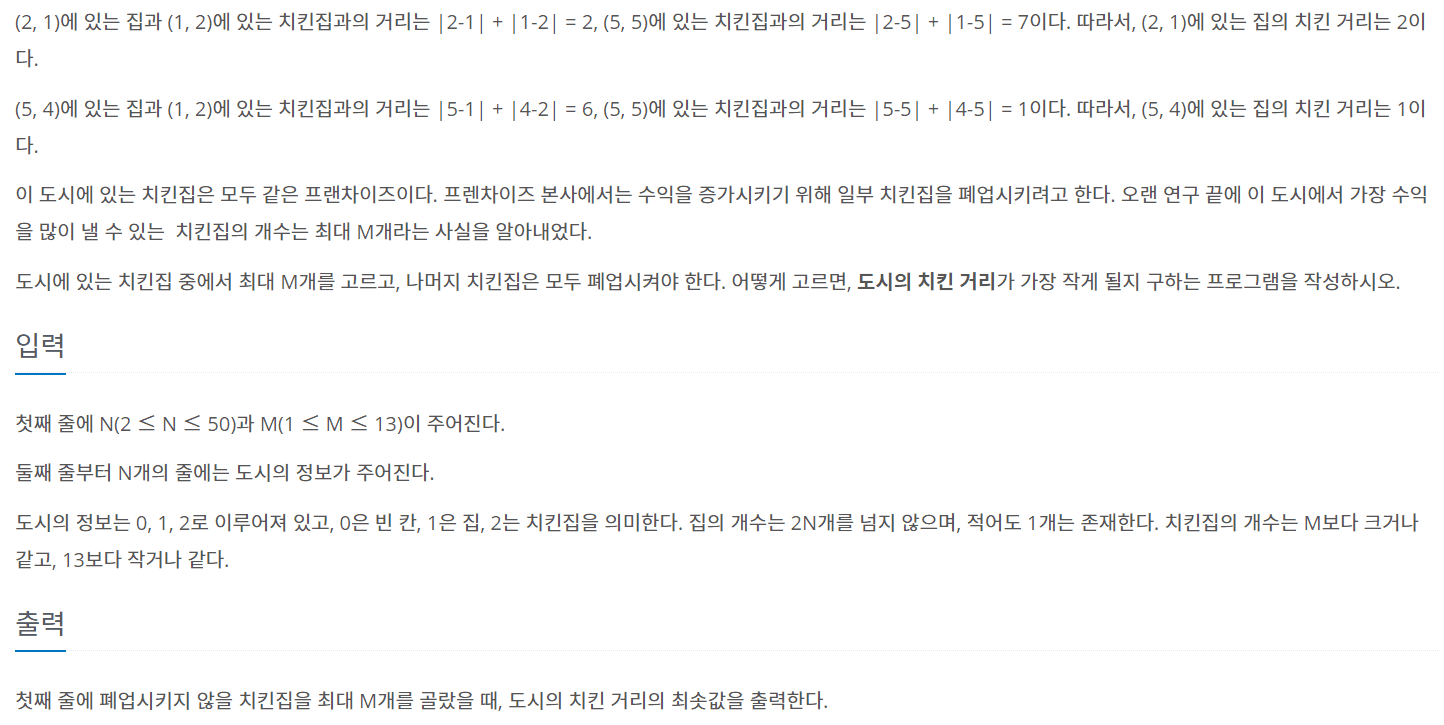 (2, 1)에 있는 집과 (1, 2)에 있는 치킨집과의 거리는 |2-1| + |1-2| = 2, (5, 5)에 있는 치킨집과의 거리는 |2-5| + |1-5| = 7이다. 따라서, (2, 1)에 있는 집의 치킨 거리는 2이
다.
(5, 4)에 있는 집과 (1, 2)에 있는 치킨집과의 거리는 |5-1| + |4-2| = 6, (5, 5)에 있는 치킨집과의 거리는 |5-5| + |4-5| = 1이다. 따라서, (5, 4)에 있는 집의 치킨 거리는 1이
다.
이 도시에 있는 치킨집은 모두 같은 프랜차이즈이다. 프렌차이즈 본사에서는 수익을 증가시키기 위해 일부 치킨집을 폐업시키려고 한다. 오랜 연구 끝에 이 도시에서 가장 수익
을 많이 낼 수 있는  치킨집의 개수는 최대 M개라는 사실을 알아내었다.
도시에 있는 치킨집 중에서 최대 M개를 고르고, 나머지 치킨집은 모두 폐업시켜야 한다. 어떻게 고르면, 도시의 치킨 거리가 가장 작게 될지 구하는 프로그램을 작성하시오.
입력
첫째 줄에 N(2 ≤ N ≤ 50)과 M(1 ≤ M ≤ 13)이 주어진다.
둘째 줄부터 N개의 줄에는 도시의 정보가 주어진다.
도시의 정보는 0, 1, 2로 이루어져 있고, 0은 빈 칸, 1은 집, 2는 치킨집을 의미한다. 집의 개수는 2N개를 넘지 않으며, 적어도 1개는 존재한다. 치킨집의 개수는 M보다 크거나
같고, 13보다 작거나 같다.
출력
첫째 줄에 폐업시키지 않을 치킨집을 최대 M개를 골랐을 때, 도시의 치킨 거리의 최솟값을 출력한다.